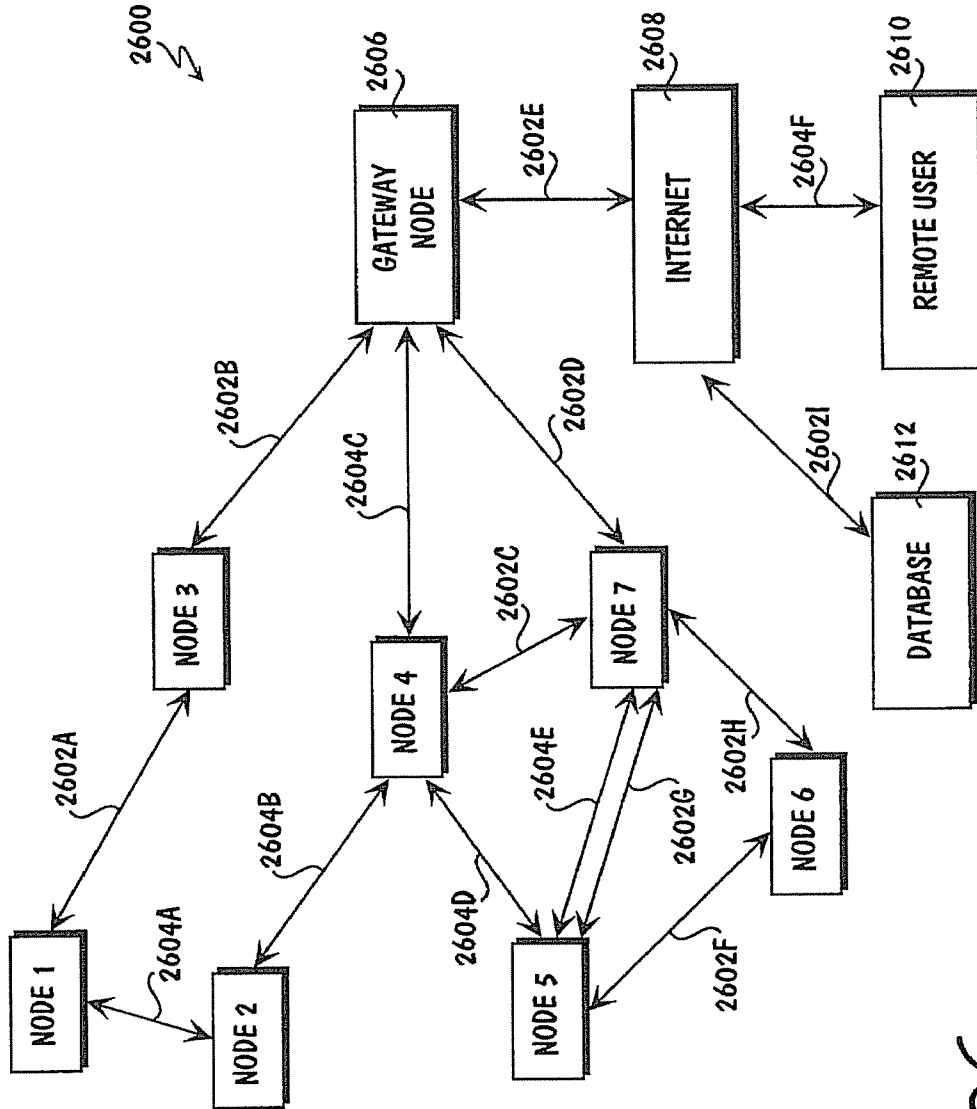 2600
GATEWAY
NODE
2606
2602E
INTERNET
2608
2604F
REMOTE USER
2610
2602B
2604C
2602D
2602I
DATABASE
2612
NODE 3
NODE 4
2602C
NODE 7
2602A
2604B
2604D
2604E
2602G
2602H
NODE 6
NODE 1
2604A
NODE 2
NODE 5
2602F